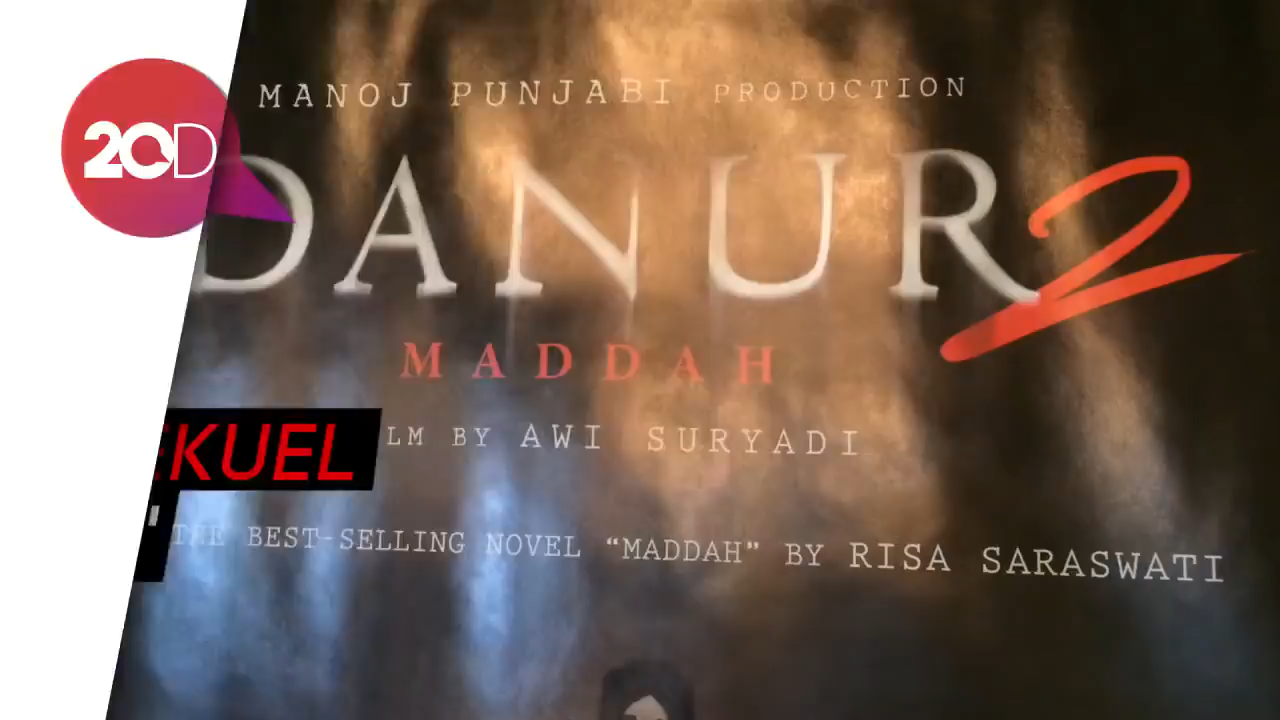 MANOJ PUNJABI PRODUCTION
20D
DANUR 2
MADDAH
EKUEL
LM BY AWI SURYADI
THE BEST-SELLING NOVEL “MADDAH” BY RISA SARASWATI